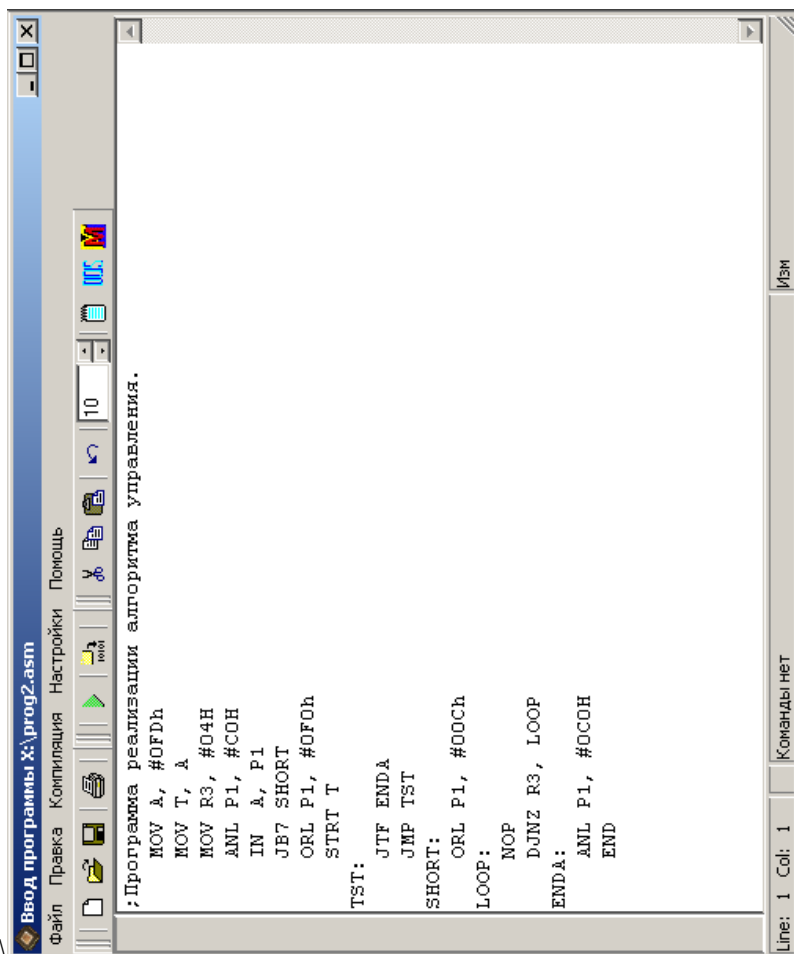 \
Ввод программы X:\prog2.asm
Файл Правка Компиляция Настройки Помощь
10
;Программа реализации алгоритма управления.
MOV A, #0FDh
MOV T, A
MOV R3, #04H
ANL P1, #C0H
IN A, P1
JB7 SHORT
ORL P1, #0F0h
STRT T
TST:
JTF ENDA
JMP TST
SHORT:
ORL P1, #00Ch
LOOP:
NOP
DJNZ R3, LOOP
ENDA:
ANL P1, #0C0H
END
Line: 1 Col: 1
Команды нет
Изм